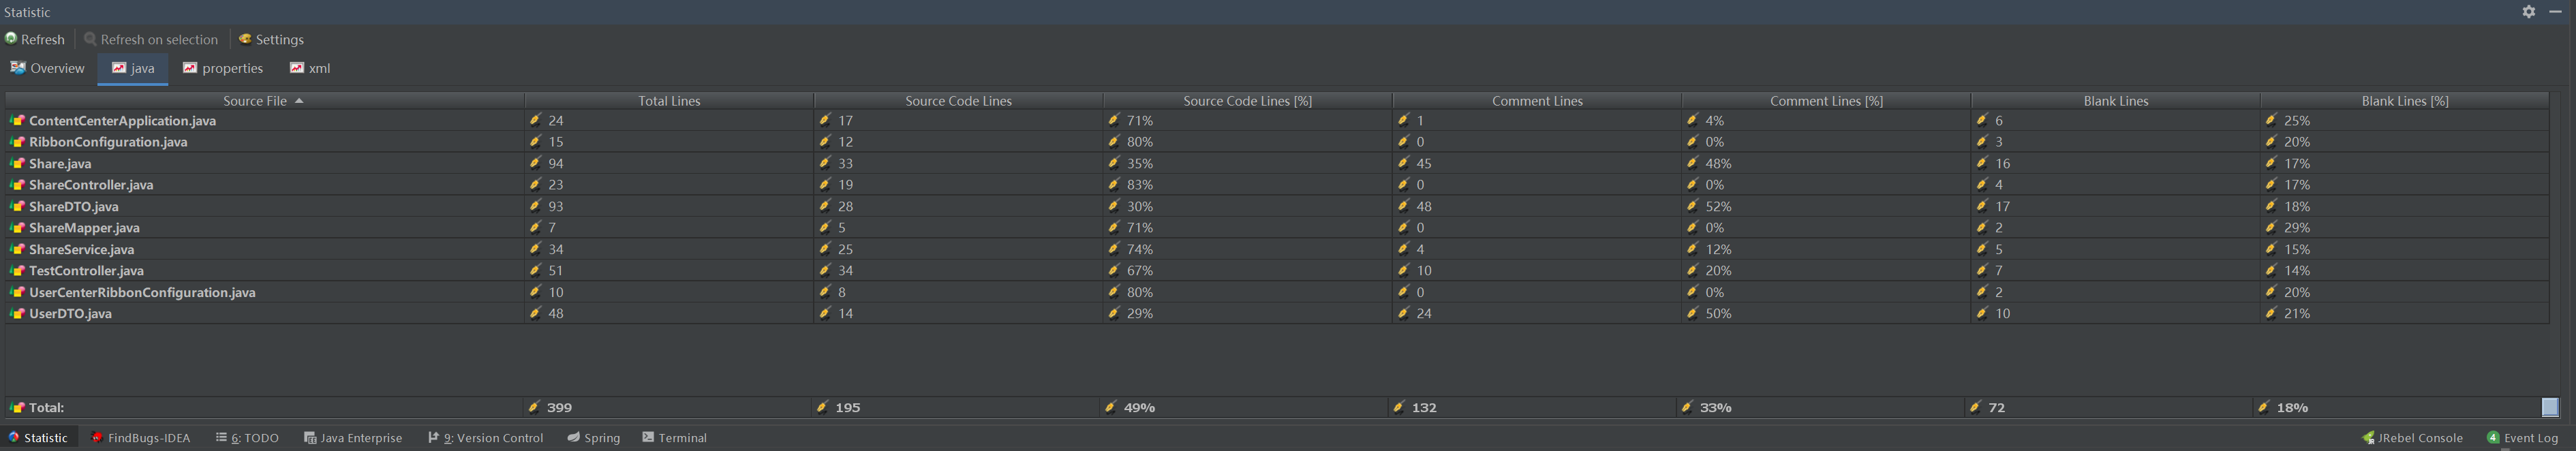 Statistic
Refresh Refresh on selection Settings
Overview java properties xml
Source File Total Lines Source Code Lines Source Code Lines [%] Comment Lines Comment Lines [%] Blank Lines Blank Lines [%]
ContentCenterApplication.java 24 17 71% 1 4% 6 25%
RibbonConfiguration.java 15 12 80% 0 0% 3 20%
Share.java 94 33 35% 45 48% 16 17%
ShareController.java 23 19 83% 0 0% 4 17%
ShareDTO.java 93 28 30% 48 52% 17 18%
ShareMapper.java 7 5 71% 0 0% 2 29%
ShareService.java 34 25 74% 4 12% 5 15%
TestController.java 51 34 67% 10 20% 7 14%
UserCenterRibbonConfiguration.java 10 8 80% 0 0% 2 20%
UserDTO.java 48 14 29% 24 50% 10 21%
Total: 399 195 49% 132 33% 72 18%
Statistic FindBugs-IDEA 6: TODO Java Enterprise 9: Version Control Spring Terminal JRebel Console 4 Event Log